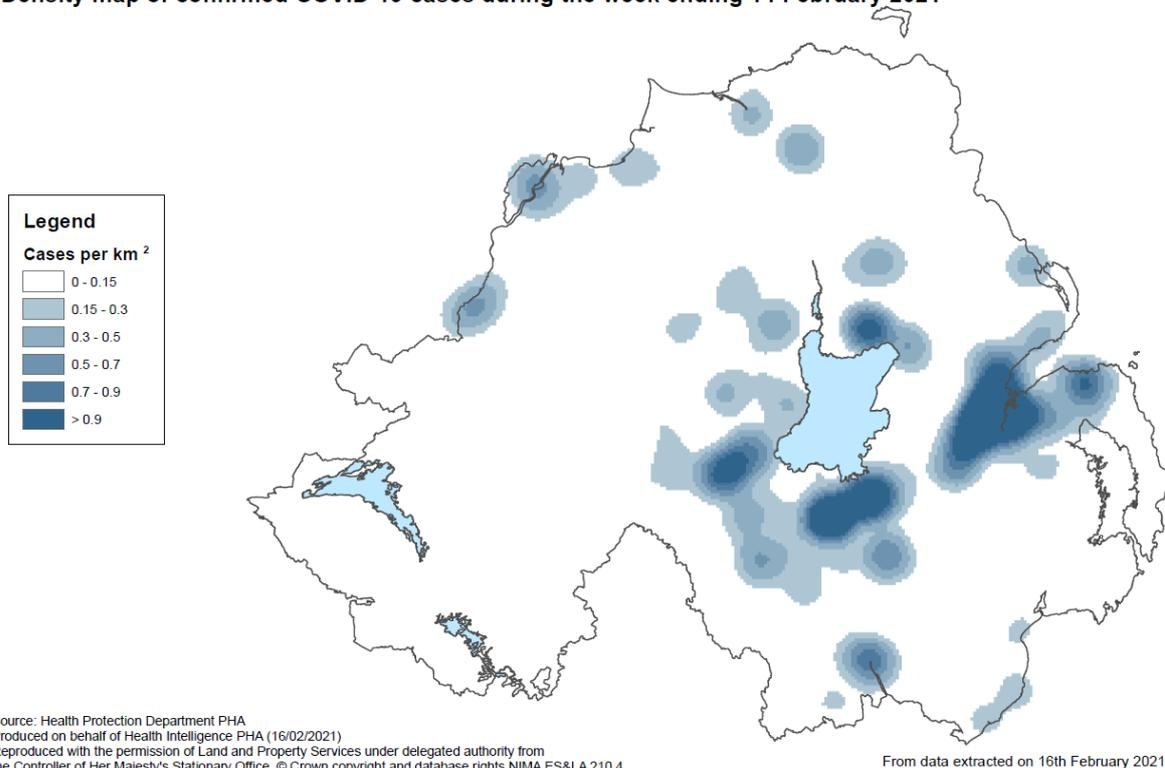 Density map of confirmed COVID-19 cases during the week ending 14 February 2021
Legend
Cases per km 2
0 - 0.15
0.15 - 0.3
0.3 - 0.5
0.5 - 0.7
0.7 - 0.9
> 0.9
ource: Health Protection Department PHA
roduced on behalf of Health Intelligence PHA (16/02/2021)
eproduced with the permission of Land and Property Services under delegated authority from
he Controller of Her Majesty's Stationary Office, © Crown copyright and database rights NIMA ES&LA 210.4
From data extracted on 16th February 2021